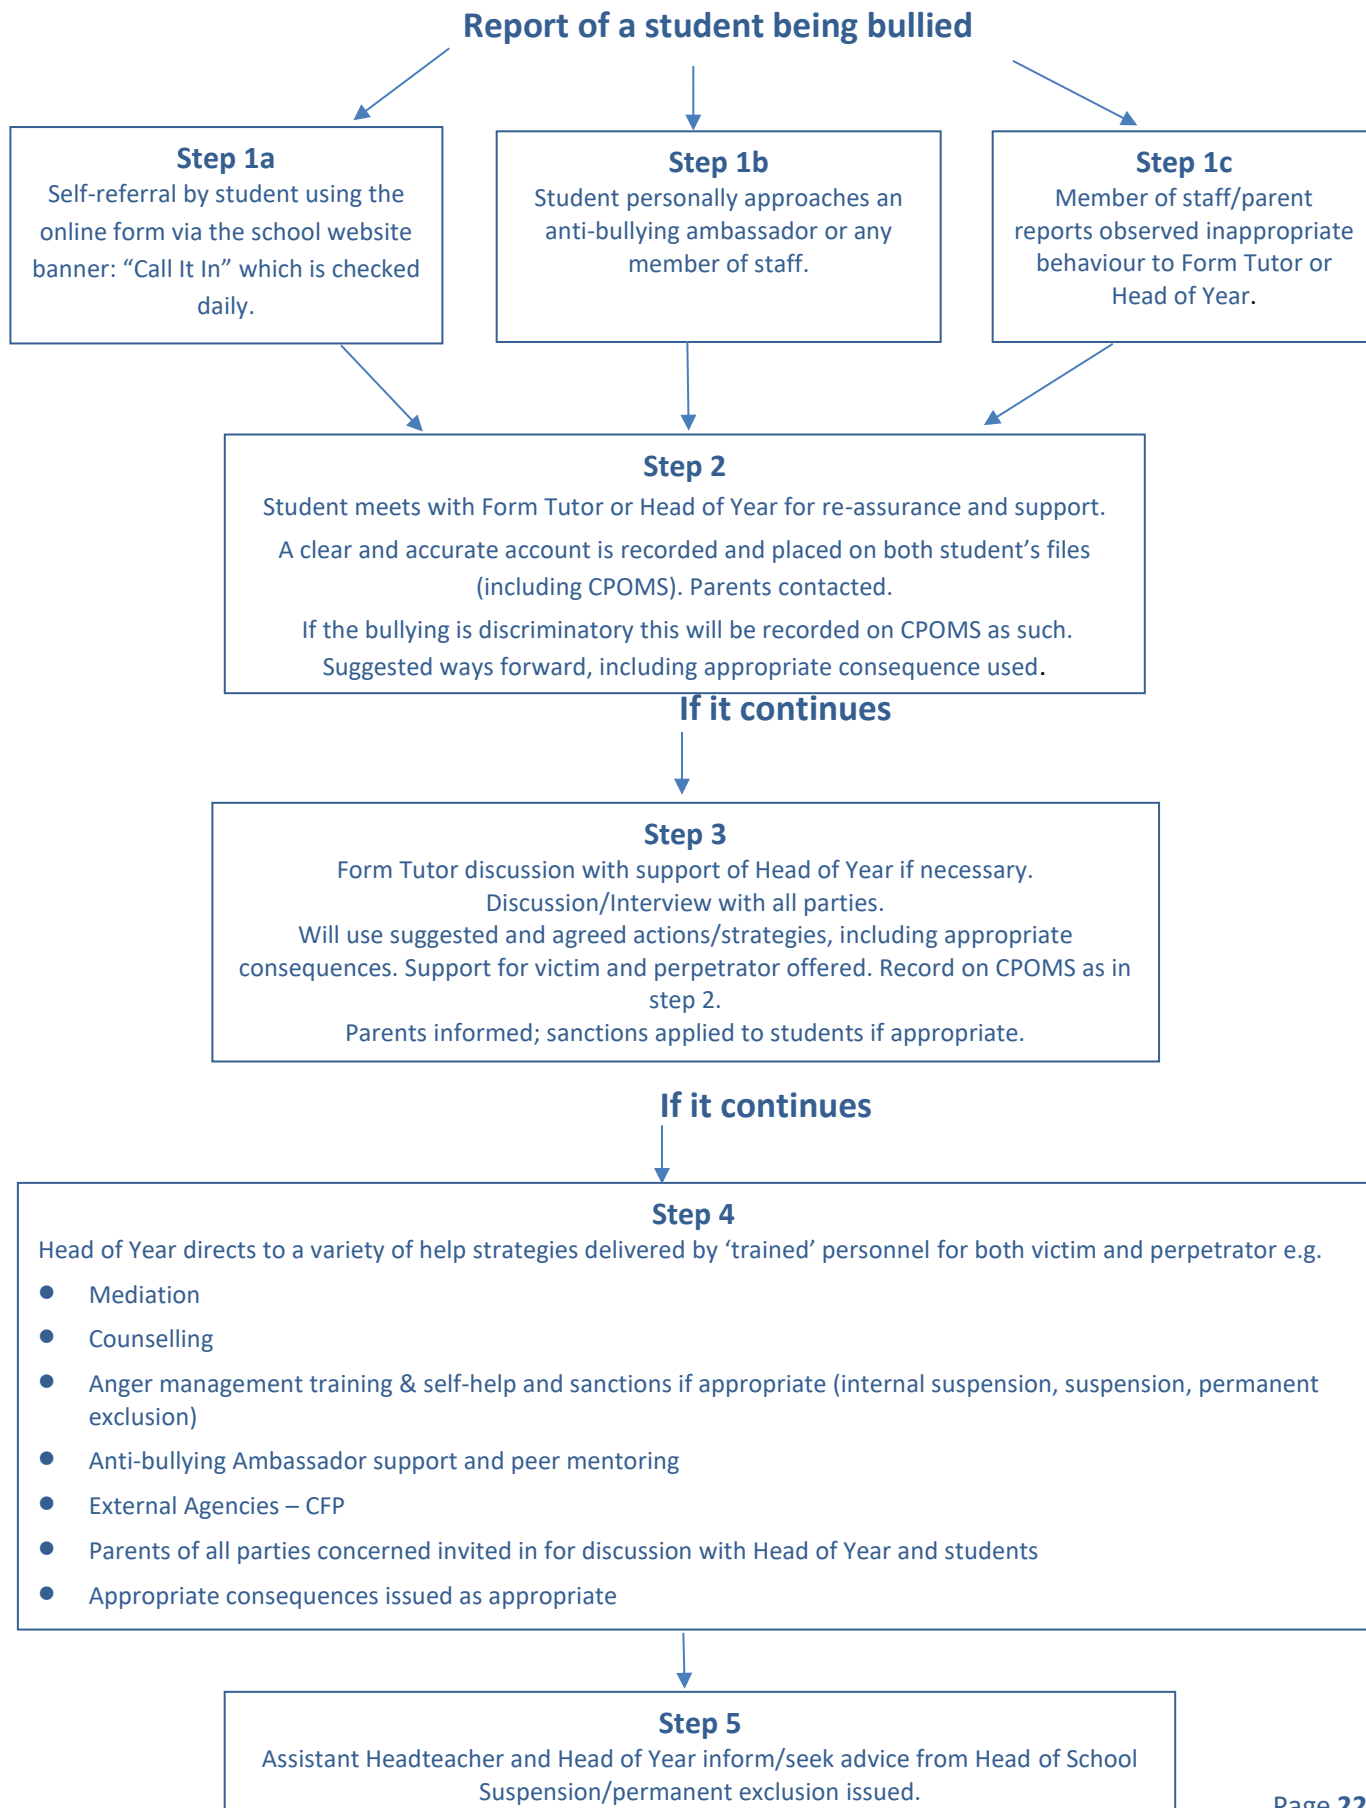 Report of a student being bullied
Step 1a
Self-referral by student using the
online form via the school website
banner: “Call It In” which is checked
daily.
Step 1b
Student personally approaches an
anti-bullying ambassador or any
member of staff.
Step 1c
Member of staff/parent
reports observed inappropriate
behaviour to Form Tutor or
Head of Year.
Step 2
Student meets with Form Tutor or Head of Year for re-assurance and support.
A clear and accurate account is recorded and placed on both student’s files
(including CPOMS). Parents contacted.
If the bullying is discriminatory this will be recorded on CPOMS as such.
Suggested ways forward, including appropriate consequence used.
If it continues
Step 3
Form Tutor discussion with support of Head of Year if necessary.
Discussion/Interview with all parties.
Will use suggested and agreed actions/strategies, including appropriate
consequences. Support for victim and perpetrator offered. Record on CPOMS as in
step 2.
Parents informed; sanctions applied to students if appropriate.
If it continues
Step 4
Head of Year directs to a variety of help strategies delivered by ‘trained’ personnel for both victim and perpetrator e.g.
● Mediation
● Counselling
● Anger management training & self-help and sanctions if appropriate (internal suspension, suspension, permanent
exclusion)
● Anti-bullying Ambassador support and peer mentoring
● External Agencies – CFP
● Parents of all parties concerned invited in for discussion with Head of Year and students
● Appropriate consequences issued as appropriate
Step 5
Assistant Headteacher and Head of Year inform/seek advice from Head of School
Suspension/permanent exclusion issued.
Page 22